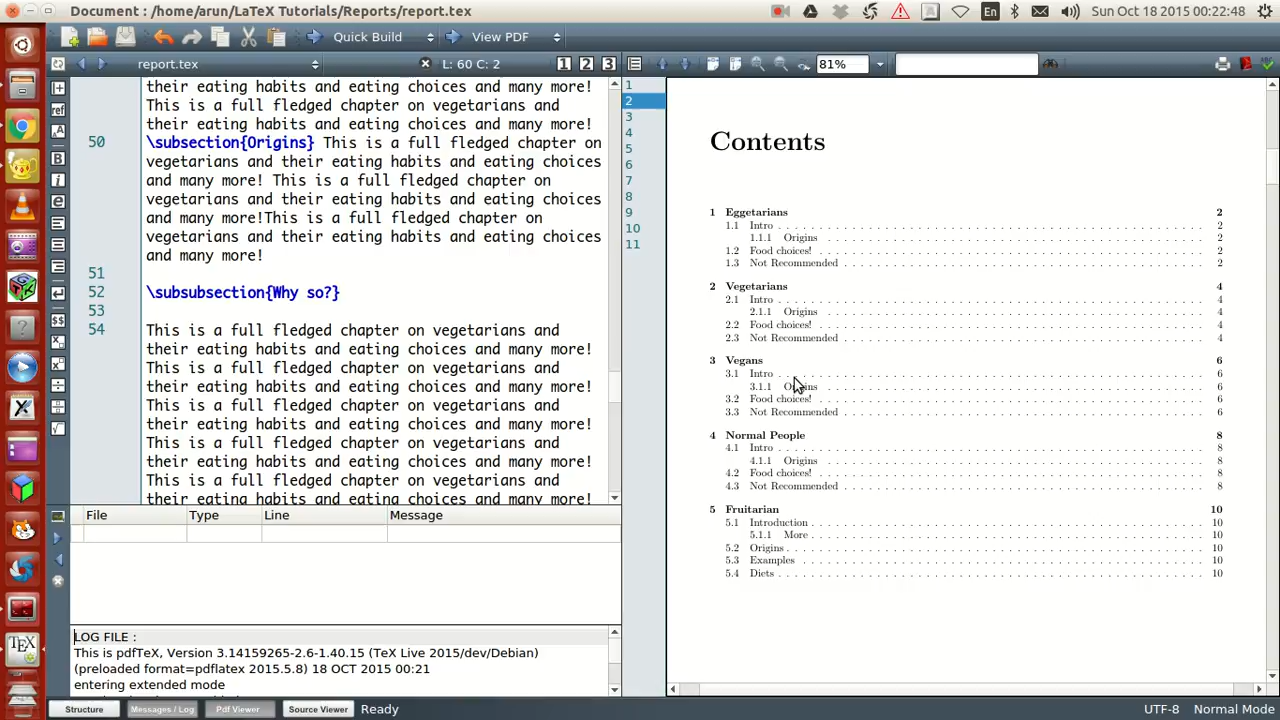 Document : /home/arun/LaTeX Tutorials/Reports/report.tex
En
Sun Oct 18 2015 00:22:48
Quick Build
View PDF
report.tex
L: 60 C: 2
1 2 3
81%
their eating habits and eating choices and many more!
This is a full fledged chapter on vegetarians and
their eating habits and eating choices and many more!
50 \subsection{Origins} This is a full fledged chapter on
vegetarians and their eating habits and eating choices
and many more! This is a full fledged chapter on
vegetarians and their eating habits and eating choices
and many more!This is a full fledged chapter on
vegetarians and their eating habits and eating choices
and many more!
51
52 \subsubsection{Why so?}
53
54 This is a full fledged chapter on vegetarians and
their eating habits and eating choices and many more!
This is a full fledged chapter on vegetarians and
their eating habits and eating choices and many more!
This is a full fledged chapter on vegetarians and
their eating habits and eating choices and many more!
This is a full fledged chapter on vegetarians and
their eating habits and eating choices and many more!
This is a full fledged chapter on vegetarians and
their eating habits and eating choices and many more!
File Type Line Message
LOG FILE :
This is pdfTeX, Version 3.14159265-2.6-1.40.15 (TeX Live 2015/dev/Debian)
(preloaded format=pdflatex 2015.5.8) 18 OCT 2015 00:21
entering extended mode
1
2
3
4
5
6
7
8
9
10
11
Contents
1 Eggetarians 2
1.1 Intro 2
1.1.1 Origins 2
1.2 Food choices! 2
1.3 Not Recommended 2
2 Vegetarians 4
2.1 Intro 4
2.1.1 Origins 4
2.2 Food choices! 4
2.3 Not Recommended 4
3 Vegans 6
3.1 Intro 6
3.1.1 Origins 6
3.2 Food choices! 6
3.3 Not Recommended 6
4 Normal People 8
4.1 Intro 8
4.1.1 Origins 8
4.2 Food choices! 8
4.3 Not Recommended 8
5 Fruitarian 10
5.1 Introduction 10
5.1.1 More 10
5.2 Origins 10
5.3 Examples 10
5.4 Diets 10
Structure Messages / Log Pdf Viewer Source Viewer Ready
UTF-8 Normal Mode